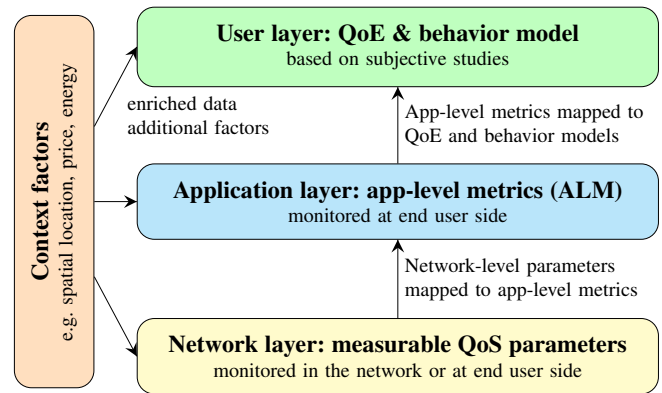 Context factors
e.g. spatial location, price, energy
User layer: QoE & behavior model
based on subjective studies
enriched data
additional factors
App-level metrics mapped to
QoE and behavior models
Application layer: app-level metrics (ALM)
monitored at end user side
Network-level parameters
mapped to app-level metrics
Network layer: measurable QoS parameters
monitored in the network or at end user side